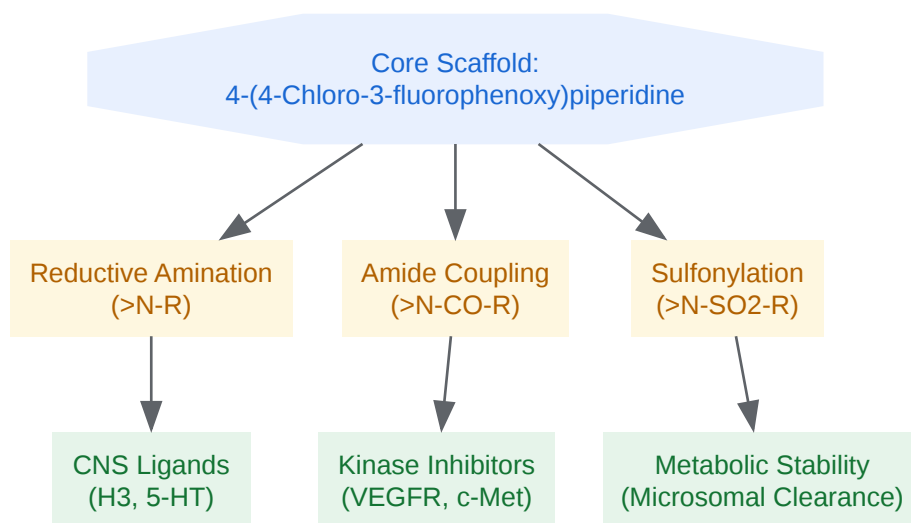 Core Scaffold:
4-(4-Chloro-3-fluorophenoxy)piperidine
Reductive Amination
(>N-R)
Amide Coupling
(>N-CO-R)
Sulfonylation
(>N-SO2-R)
CNS Ligands
(H3, 5-HT)
Kinase Inhibitors
(VEGFR, c-Met)
Metabolic Stability
(Microsomal Clearance)